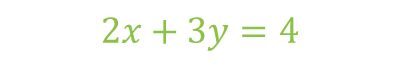 2x + 3y = 4